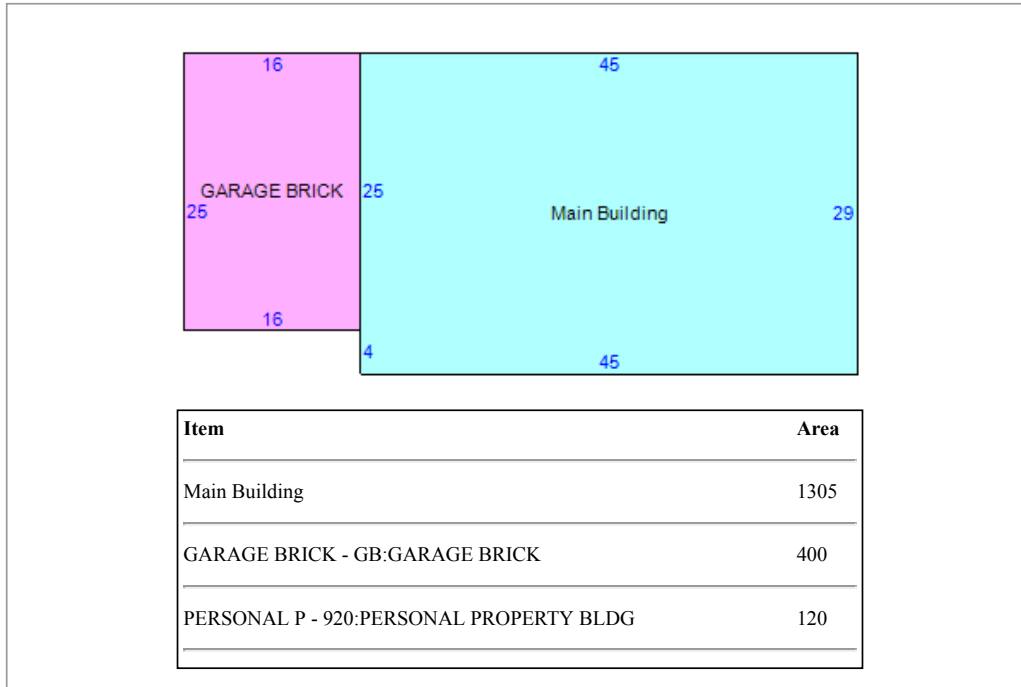 16
45
GARAGE BRICK
25
25
Main Building
29
16
4
45
Item Area
Main Building 1305
GARAGE BRICK - GB:GARAGE BRICK 400
PERSONAL P - 920:PERSONAL PROPERTY BLDG 120